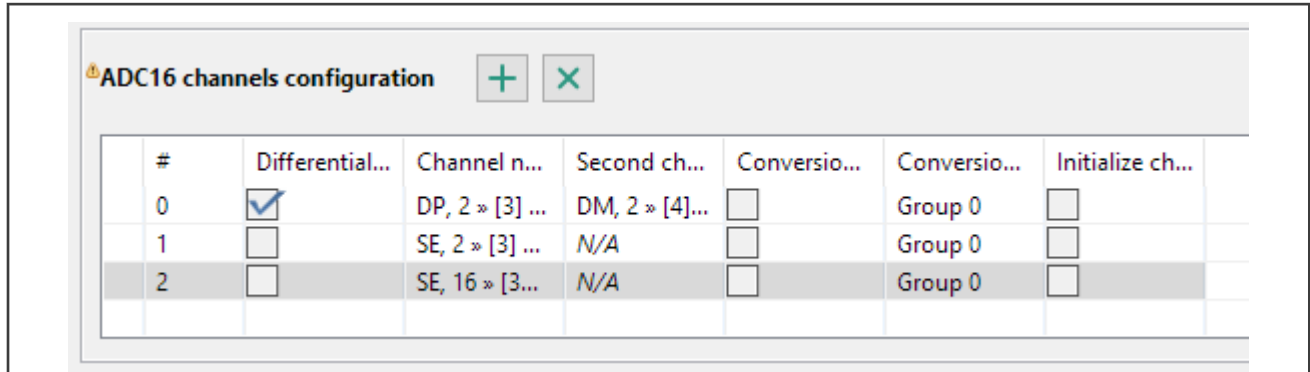 ADC16 channels configuration
# Differential... Channel n... Second ch... Conversio... Conversio... Initialize ch...
0 DP, 2 » [3] ... DM, 2 » [4]... Group 0
1 SE, 2 » [3] ... N/A Group 0
2 SE, 16 » [3... N/A Group 0